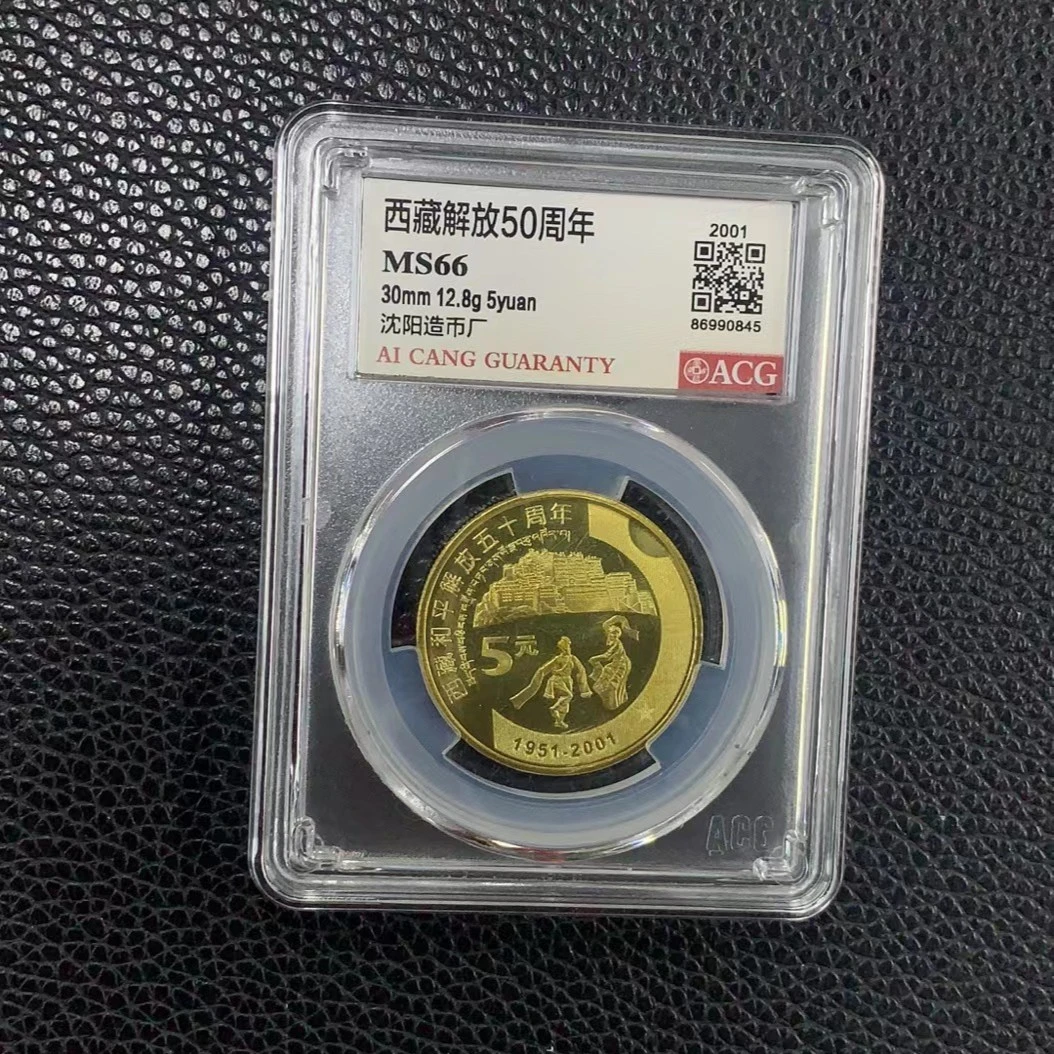 西藏解放50周年
2001
MS66
30mm 12.8g 5yuan
沈阳造币厂
86990845
AI CANG GUARANTY
ACG
西藏和平解放五十周年
5元
1951-2001
ACG